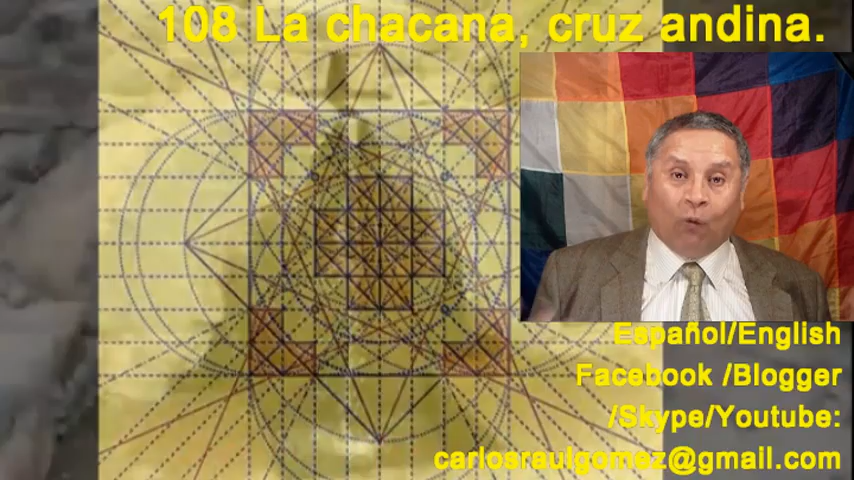 108 La chacana, cruz andina.
Español/English
Facebook /Blogger
/Skype/Youtube:
carlosraulgomez@gmail.com